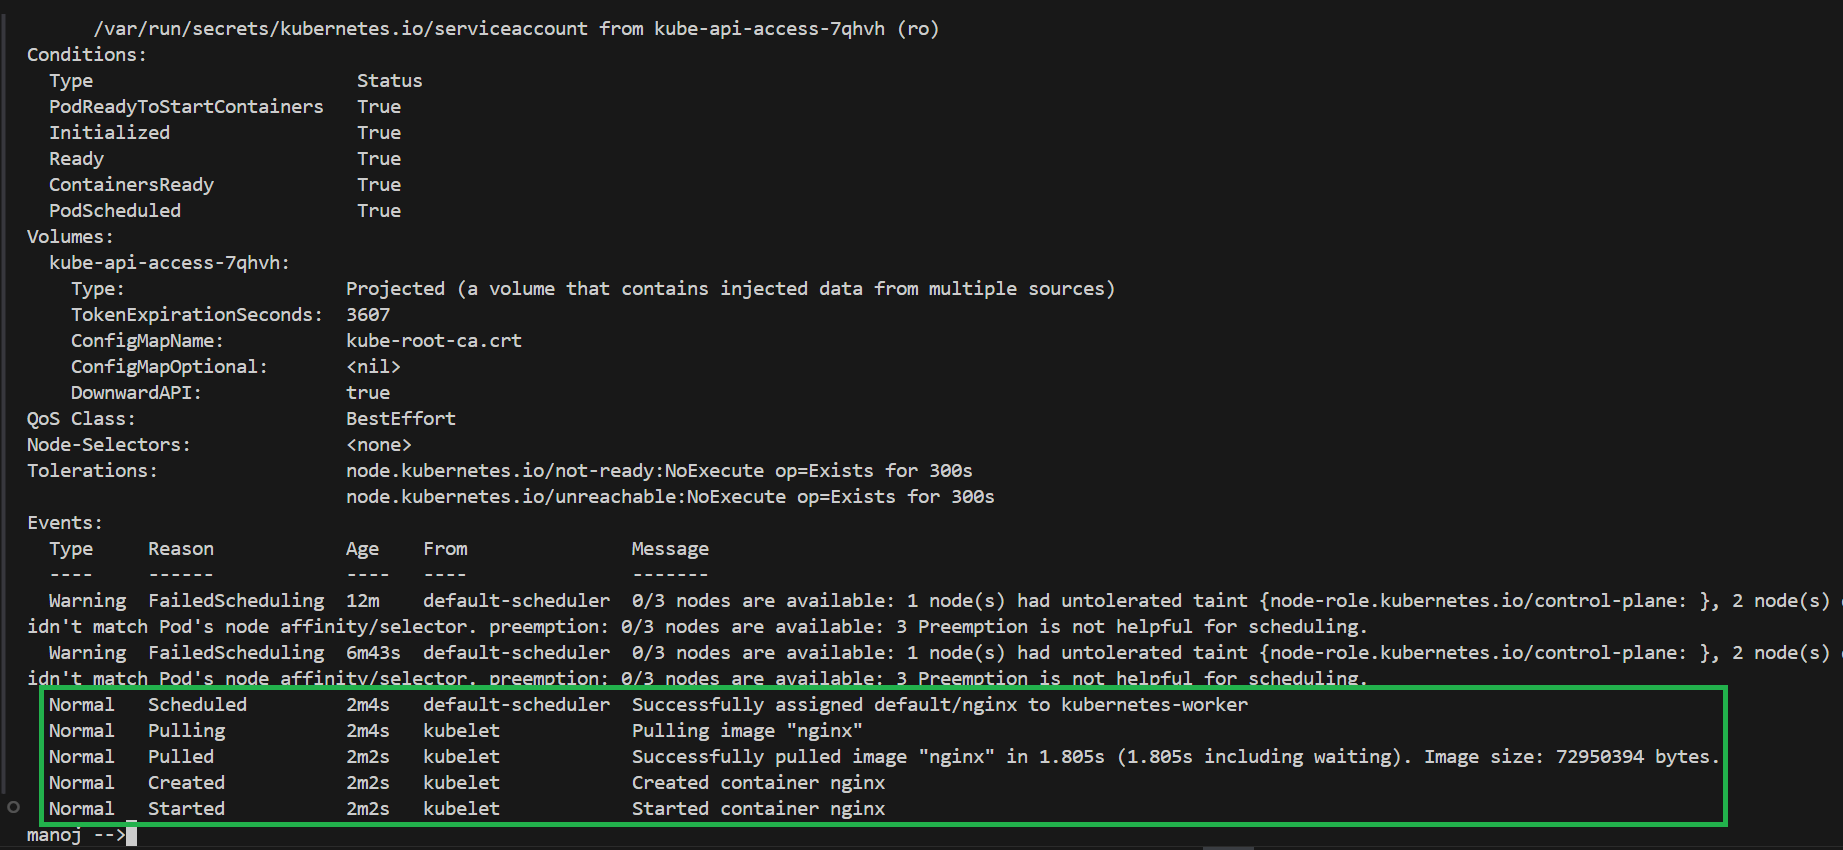 /var/run/secrets/kubernetes.io/serviceaccount from kube-api-access-7qhvh (ro)
Conditions:
Type Status
PodReadyToStartContainers True
Initialized True
Ready True
ContainersReady True
PodScheduled True
Volumes:
kube-api-access-7qhvh:
Type: Projected (a volume that contains injected data from multiple sources)
TokenExpirationSeconds: 3607
ConfigMapName: kube-root-ca.crt
ConfigMapOptional: <nil>
DownwardAPI: true
QoS Class: BestEffort
Node-Selectors: <none>
Tolerations: node.kubernetes.io/not-ready:NoExecute op=Exists for 300s
node.kubernetes.io/unreachable:NoExecute op=Exists for 300s
Events:
Type Reason Age From Message
---- ------ ---- ---- -------
Warning FailedScheduling 12m default-scheduler 0/3 nodes are available: 1 node(s) had untolerated taint {node-role.kubernetes.io/control-plane: }, 2 node(s)
idn't match Pod's node affinity/selector. preemption: 0/3 nodes are available: 3 Preemption is not helpful for scheduling.
Warning FailedScheduling 6m43s default-scheduler 0/3 nodes are available: 1 node(s) had untolerated taint {node-role.kubernetes.io/control-plane: }, 2 node(s)
idn't match Pod's node affinity/selector. preemption: 0/3 nodes are available: 3 Preemption is not helpful for scheduling.
Normal Scheduled 2m4s default-scheduler Successfully assigned default/nginx to kubernetes-worker
Normal Pulling 2m4s kubelet Pulling image "nginx"
Normal Pulled 2m2s kubelet Successfully pulled image "nginx" in 1.805s (1.805s including waiting). Image size: 72950394 bytes.
Normal Created 2m2s kubelet Created container nginx
Normal Started 2m2s kubelet Started container nginx
manoj -->